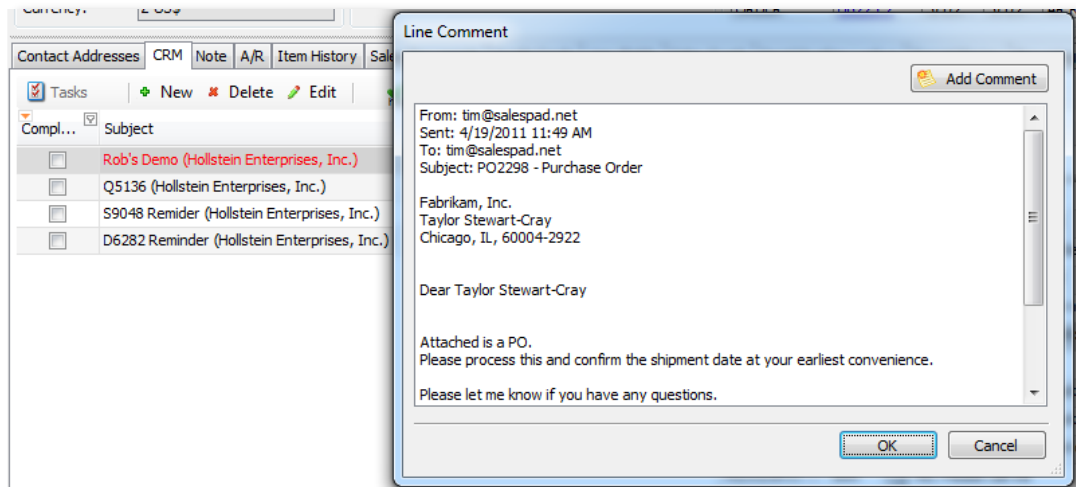 Currency:
Contact Addresses CRM Note A/R Item History
Tasks New Delete Edit
Compl... Subject
Rob's Demo (Hollstein Enterprises, Inc.)
Q5136 (Hollstein Enterprises, Inc.)
S9048 Remider (Hollstein Enterprises, Inc.)
D6282 Reminder (Hollstein Enterprises, Inc.)
Line Comment
Add Comment
From: tim@salespad.net
Sent: 4/19/2011 11:49 AM
To: tim@salespad.net
Subject: PO2298 - Purchase Order
Fabrikam, Inc.
Taylor Stewart-Cray
Chicago, IL, 60004-2922
Dear Taylor Stewart-Cray
Attached is a PO.
Please process this and confirm the shipment date at your earliest convenience.
Please let me know if you have any questions.
OK Cancel